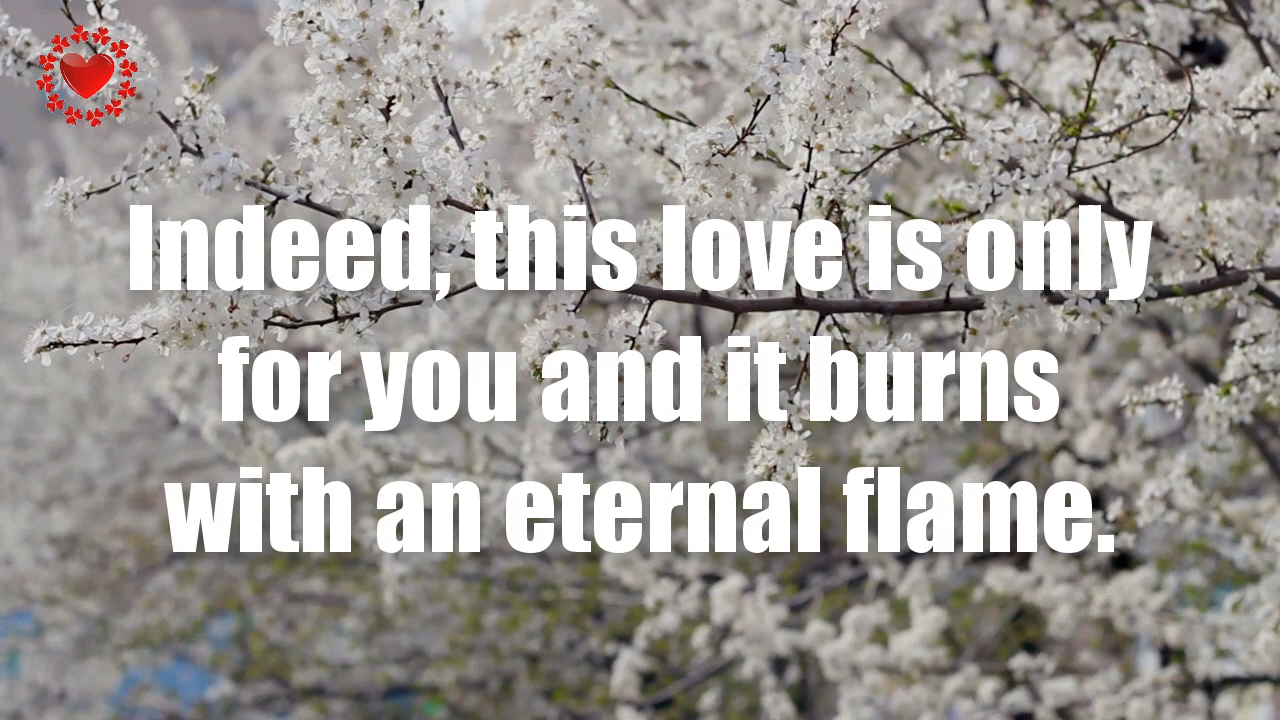 Indeed, this love is only
for you and it burns
with an eternal flame.